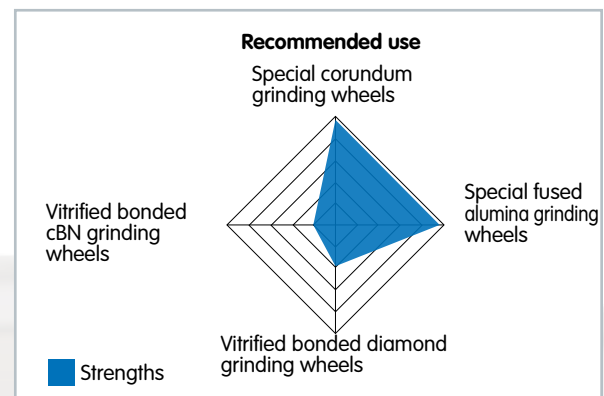 Recommended use
Special corundum
grinding wheels
Special fused
alumina grinding
wheels
Vitrified bonded
cBN grinding
wheels
Vitrified bonded diamond
grinding wheels
Strengths